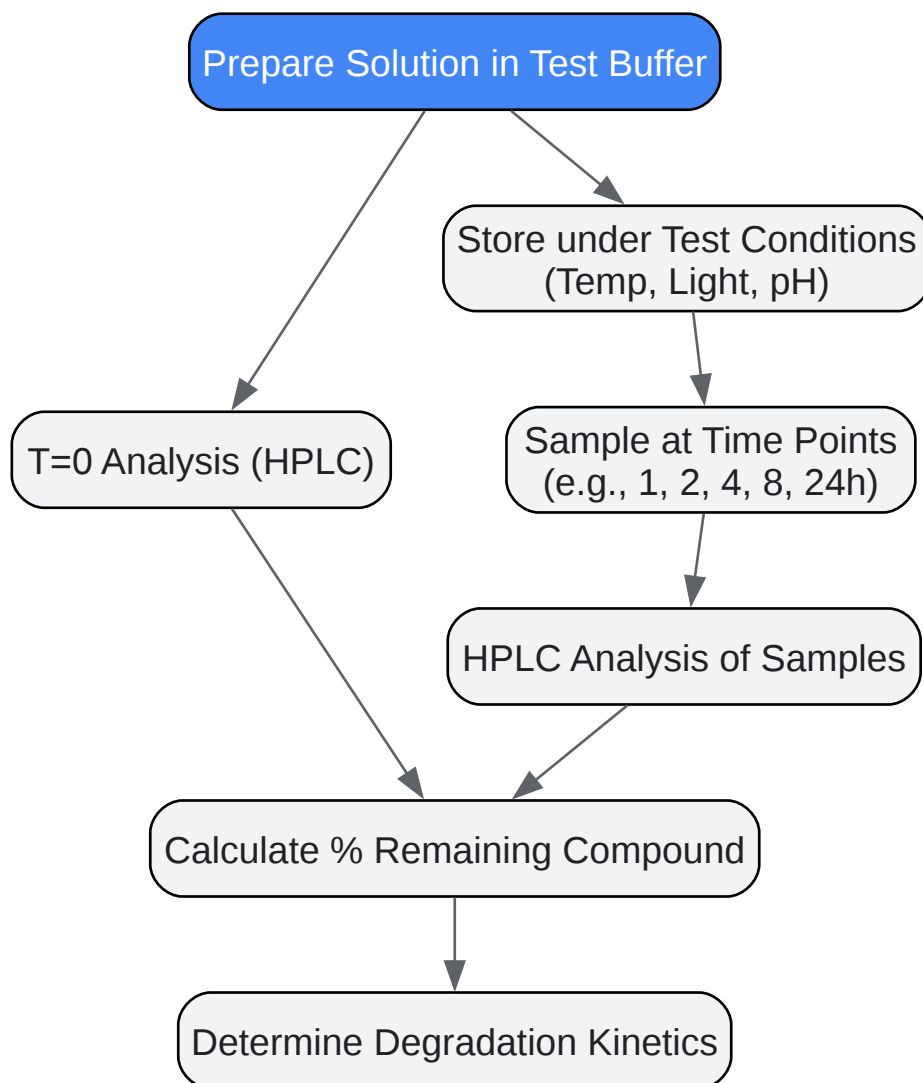 Prepare Solution in Test Buffer
Store under Test Conditions
(Temp, Light, pH)
T=0 Analysis (HPLC)
Sample at Time Points
(e.g., 1, 2, 4, 8, 24h)
HPLC Analysis of Samples
Calculate % Remaining Compound
Determine Degradation Kinetics